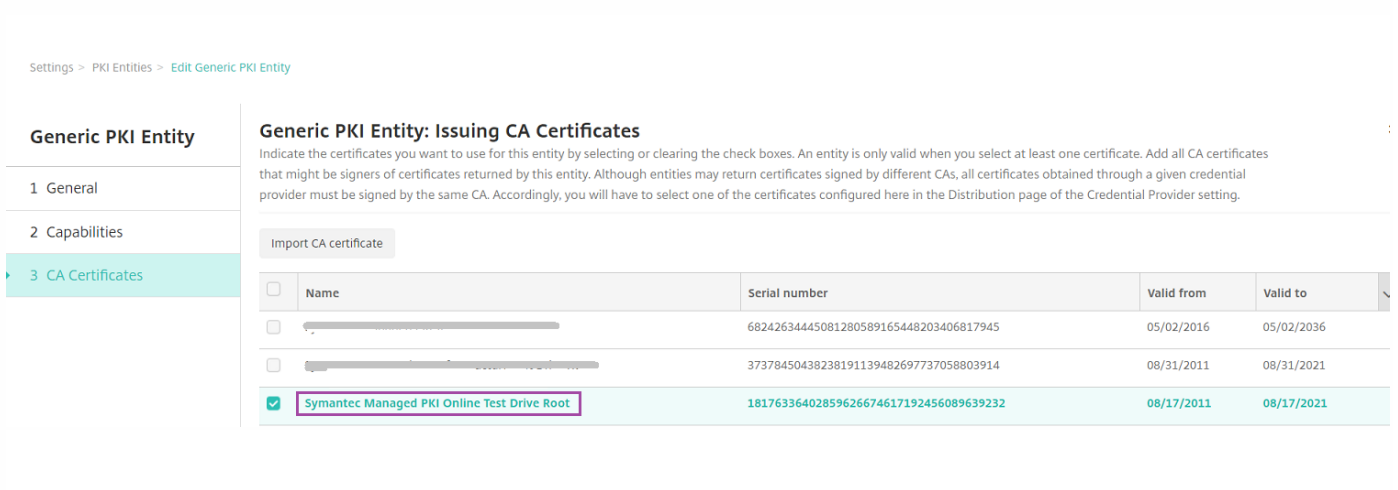 Settings > PKI Entities > Edit Generic PKI Entity
Generic PKI Entity
1 General
2 Capabilities
3 CA Certificates
Generic PKI Entity: Issuing CA Certificates
Indicate the certificates you want to use for this entity by selecting or clearing the check boxes. An entity is only valid when you select at least one certificate. Add all CA certificates
that might be signers of certificates returned by this entity. Although entities may return certificates signed by different CAs, all certificates obtained through a given credential
provider must be signed by the same CA. Accordingly, you will have to select one of the certificates configured here in the Distribution page of the Credential Provider setting.
Import CA certificate
Name Serial number Valid from Valid to
68242634445081280589165448203406817945 05/02/2016 05/02/2036
37378450438238191139482697737058803914 08/31/2011 08/31/2021
Symantec Managed PKI Online Test Drive Root 18176336402859626674617192456089639232 08/17/2011 08/17/2021